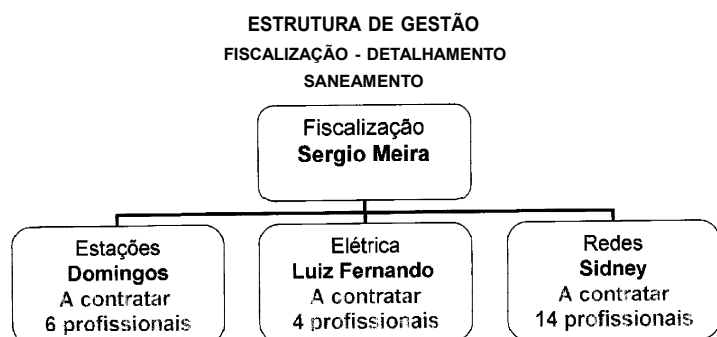 ESTRUTURA DE GESTÃO
FISCALIZAÇÃO - DETALHAMENTO
SANEAMENTO
Fiscalização
Sergio Meira
Estações
Domingos
A contratar
6 profissionais
Elétrica
Luiz Fernando
A contratar
4 profissionais
Redes
Sidney
A contratar
14 profissionais